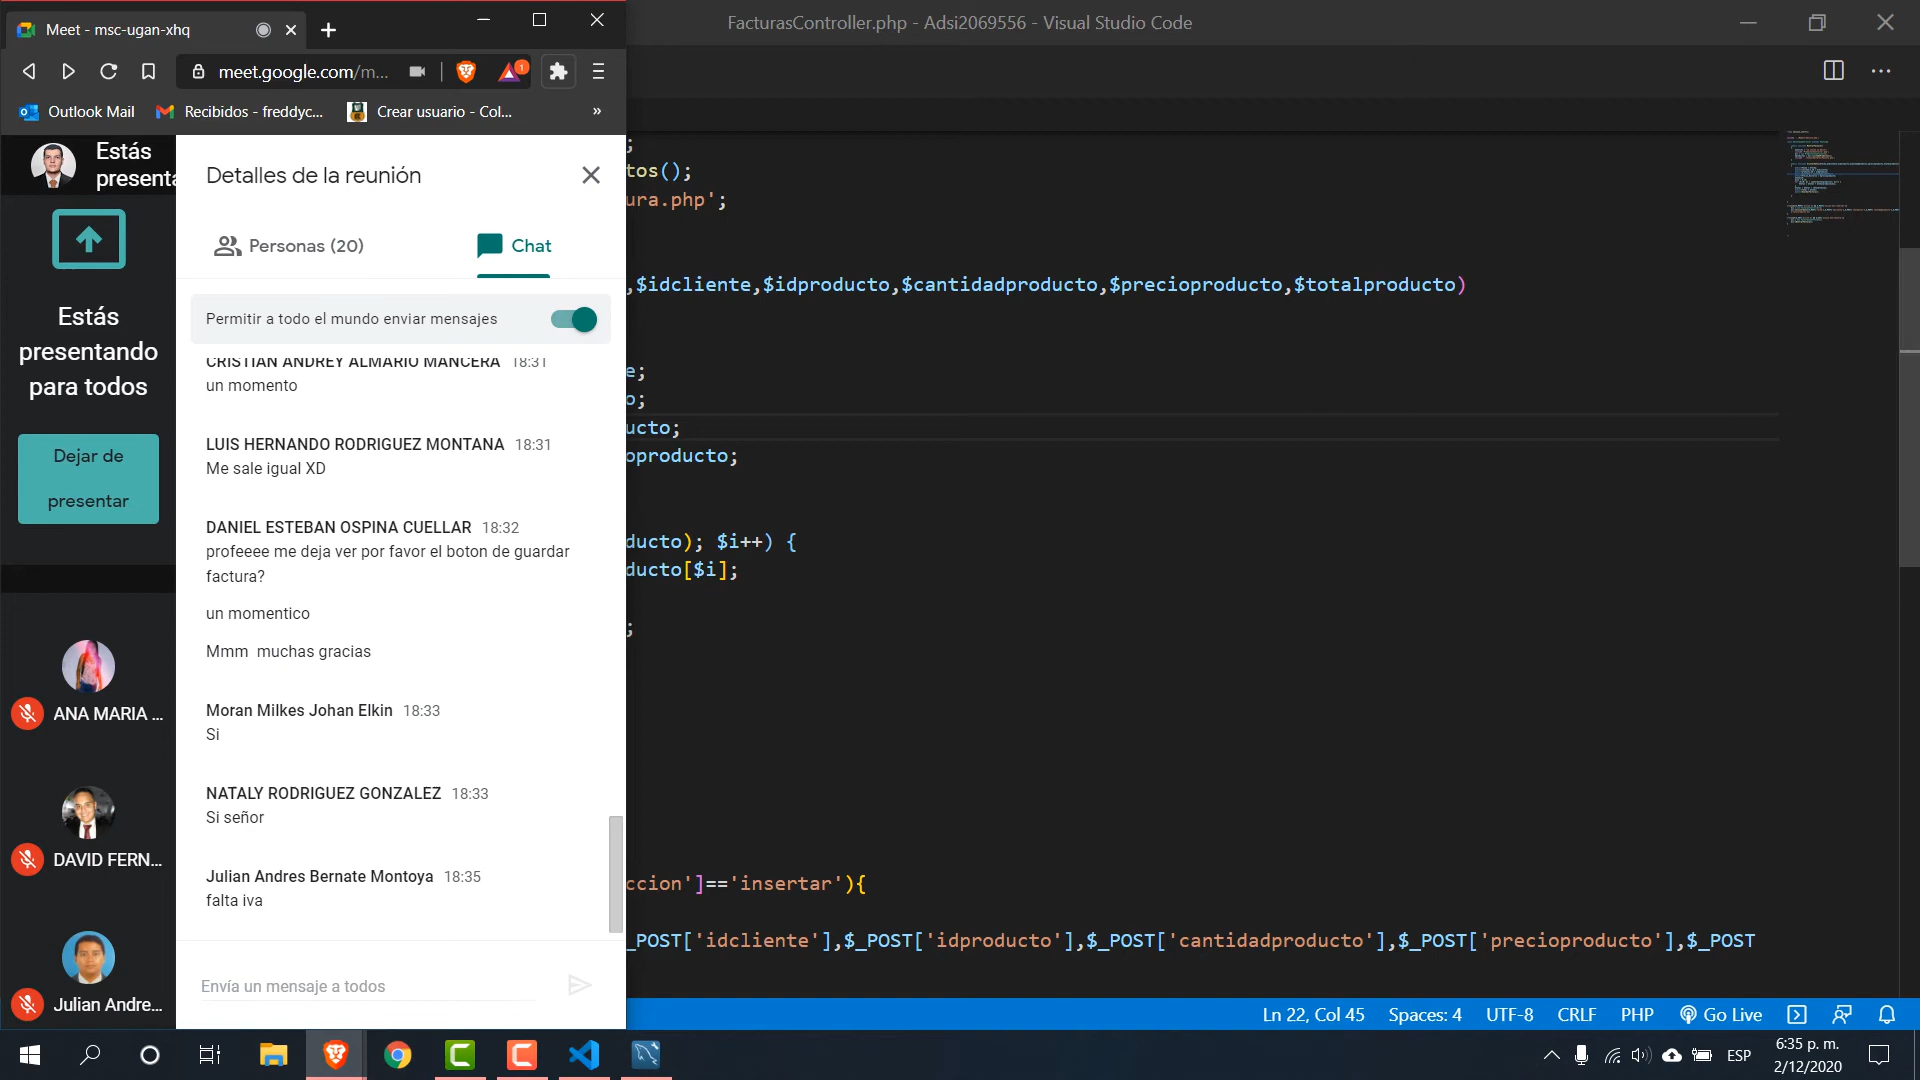 Meet - msc-ugan-xhq
meet.google.com/m...
1
Outlook Mail
Recibidos - freddyc...
Crear usuario - Col...
»
FacturasController.php - Adsi2069556 - Visual Studio Code
Estás
presenta
Estás
presentando
para todos
Dejar de
presentar
ANA MARIA ...
DAVID FERN...
Julian Andre...
Detalles de la reunión
Personas (20)
Chat
Permitir a todo el mundo enviar mensajes
CRISTIAN ANDREY ALMARIO MANCERA 18:31
un momento
LUIS HERNANDO RODRIGUEZ MONTANA 18:31
Me sale igual XD
DANIEL ESTEBAN OSPINA CUELLAR 18:32
profeeee me deja ver por favor el boton de guardar
factura?
un momentico
Mmm  muchas gracias
Moran Milkes Johan Elkin 18:33
Si
NATALY RODRIGUEZ GONZALEZ 18:33
Si señor
Julian Andres Bernate Montoya 18:35
falta iva
Envía un mensaje a todos
;
tos();
ura.php';
,$idcliente,$idproducto,$cantidadproducto,$precioproducto,$totalproducto)
e;
o;
ucto;
oproducto;
ducto); $i++) {
ducto[$i];
;
ccion']=='insertar'){
_POST['idcliente'],$_POST['idproducto'],$_POST['cantidadproducto'],$_POST['precioproducto'],$_POST
Ln 22, Col 45
Spaces: 4
UTF-8
CRLF
PHP
Go Live
ESP
6:35 p. m.
2/12/2020